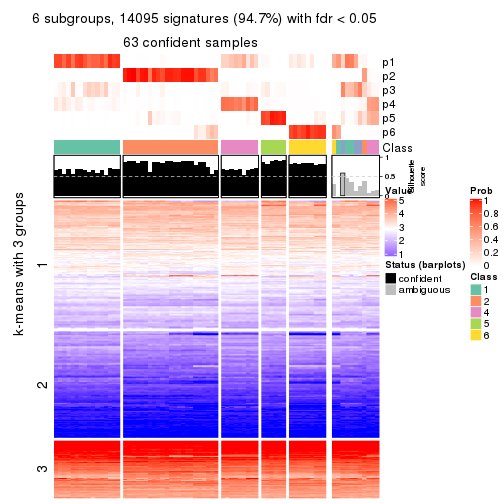 6 subgroups, 14095 signatures (94.7%) with fdr < 0.05
63 confident samples
p1
p2
p3
p4
p5
p6
Class
1
0.5
0
Silhouette
score
k-means with 3 groups
1
2
3
Value
5
4
3
2
1
Status (barplots)
confident
ambiguous
Prob
1
0.8
0.6
0.4
0.2
0
Class
1
2
4
5
6